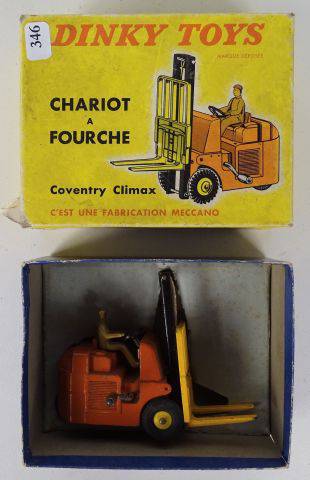 346
DINKY TOYS
MARQUE DÉPOSÉE
CHARIOT
A
FOURCHE
Coventry Climax
C'EST UNE FABRICATION MECCANO